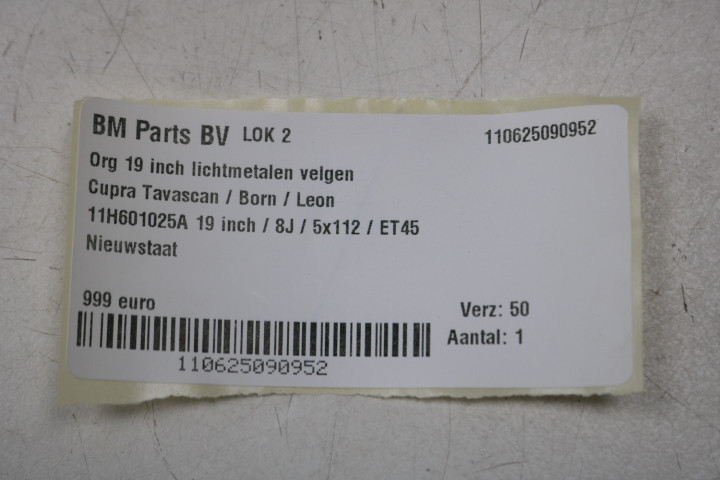 BM Parts BV LOK 2 110625090952
Org 19 inch lichtmetalen velgen
Cupra Tavascan / Born / Leon
11H601025A 19 inch / 8J / 5x112 / ET45
Nieuwstaat
999 euro Verz: 50
Aantal: 1
110625090952